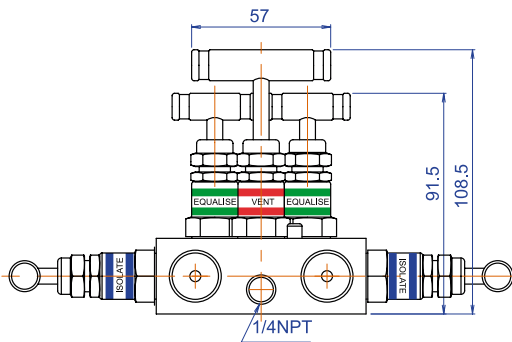 57
91.5
108.5
EQUALISE
VENT
EQUALISE
ISOLATE
ISOLATE
1/4NPT